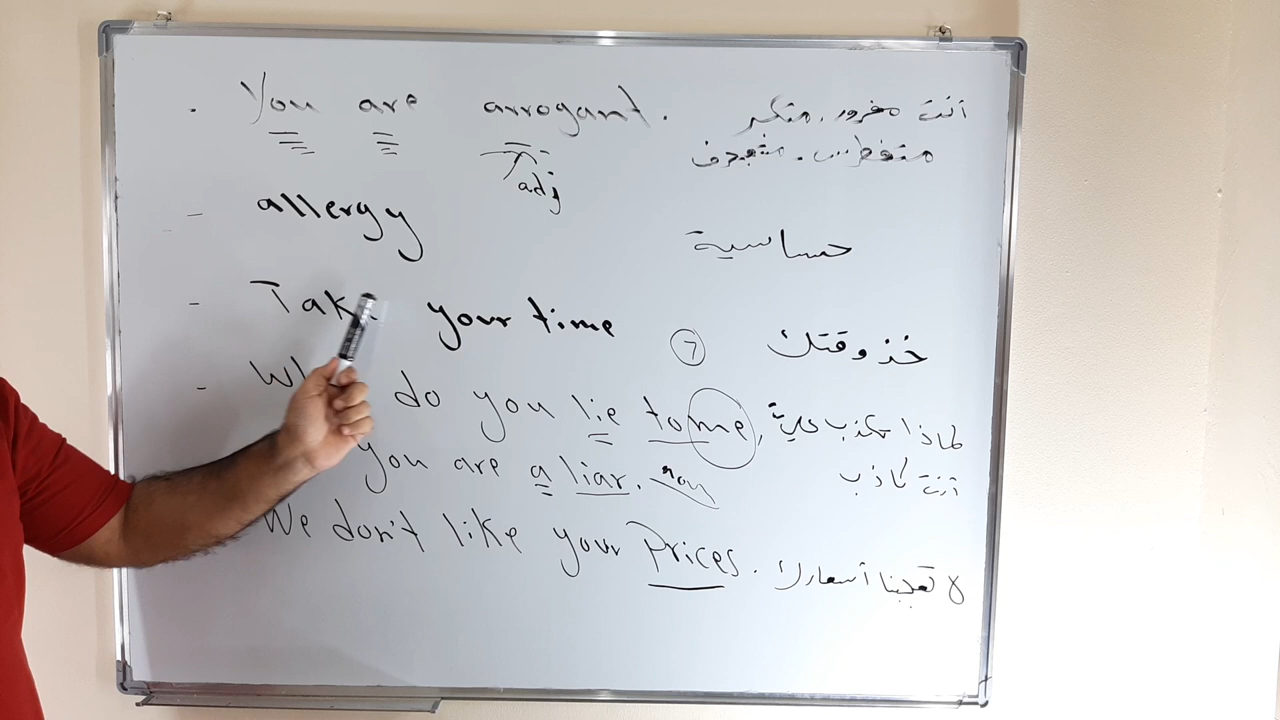 . You are arrogant. أنت مغرور، متكبر
متغطرس. متعجرف
adj
- allergy حساسية
- Take your time خذ وقتك
- Why do you lie to me, لماذا تكذب علي
you are a liar. أنت كاذب
We don't like your prices. لا تعجبنا أسعارك